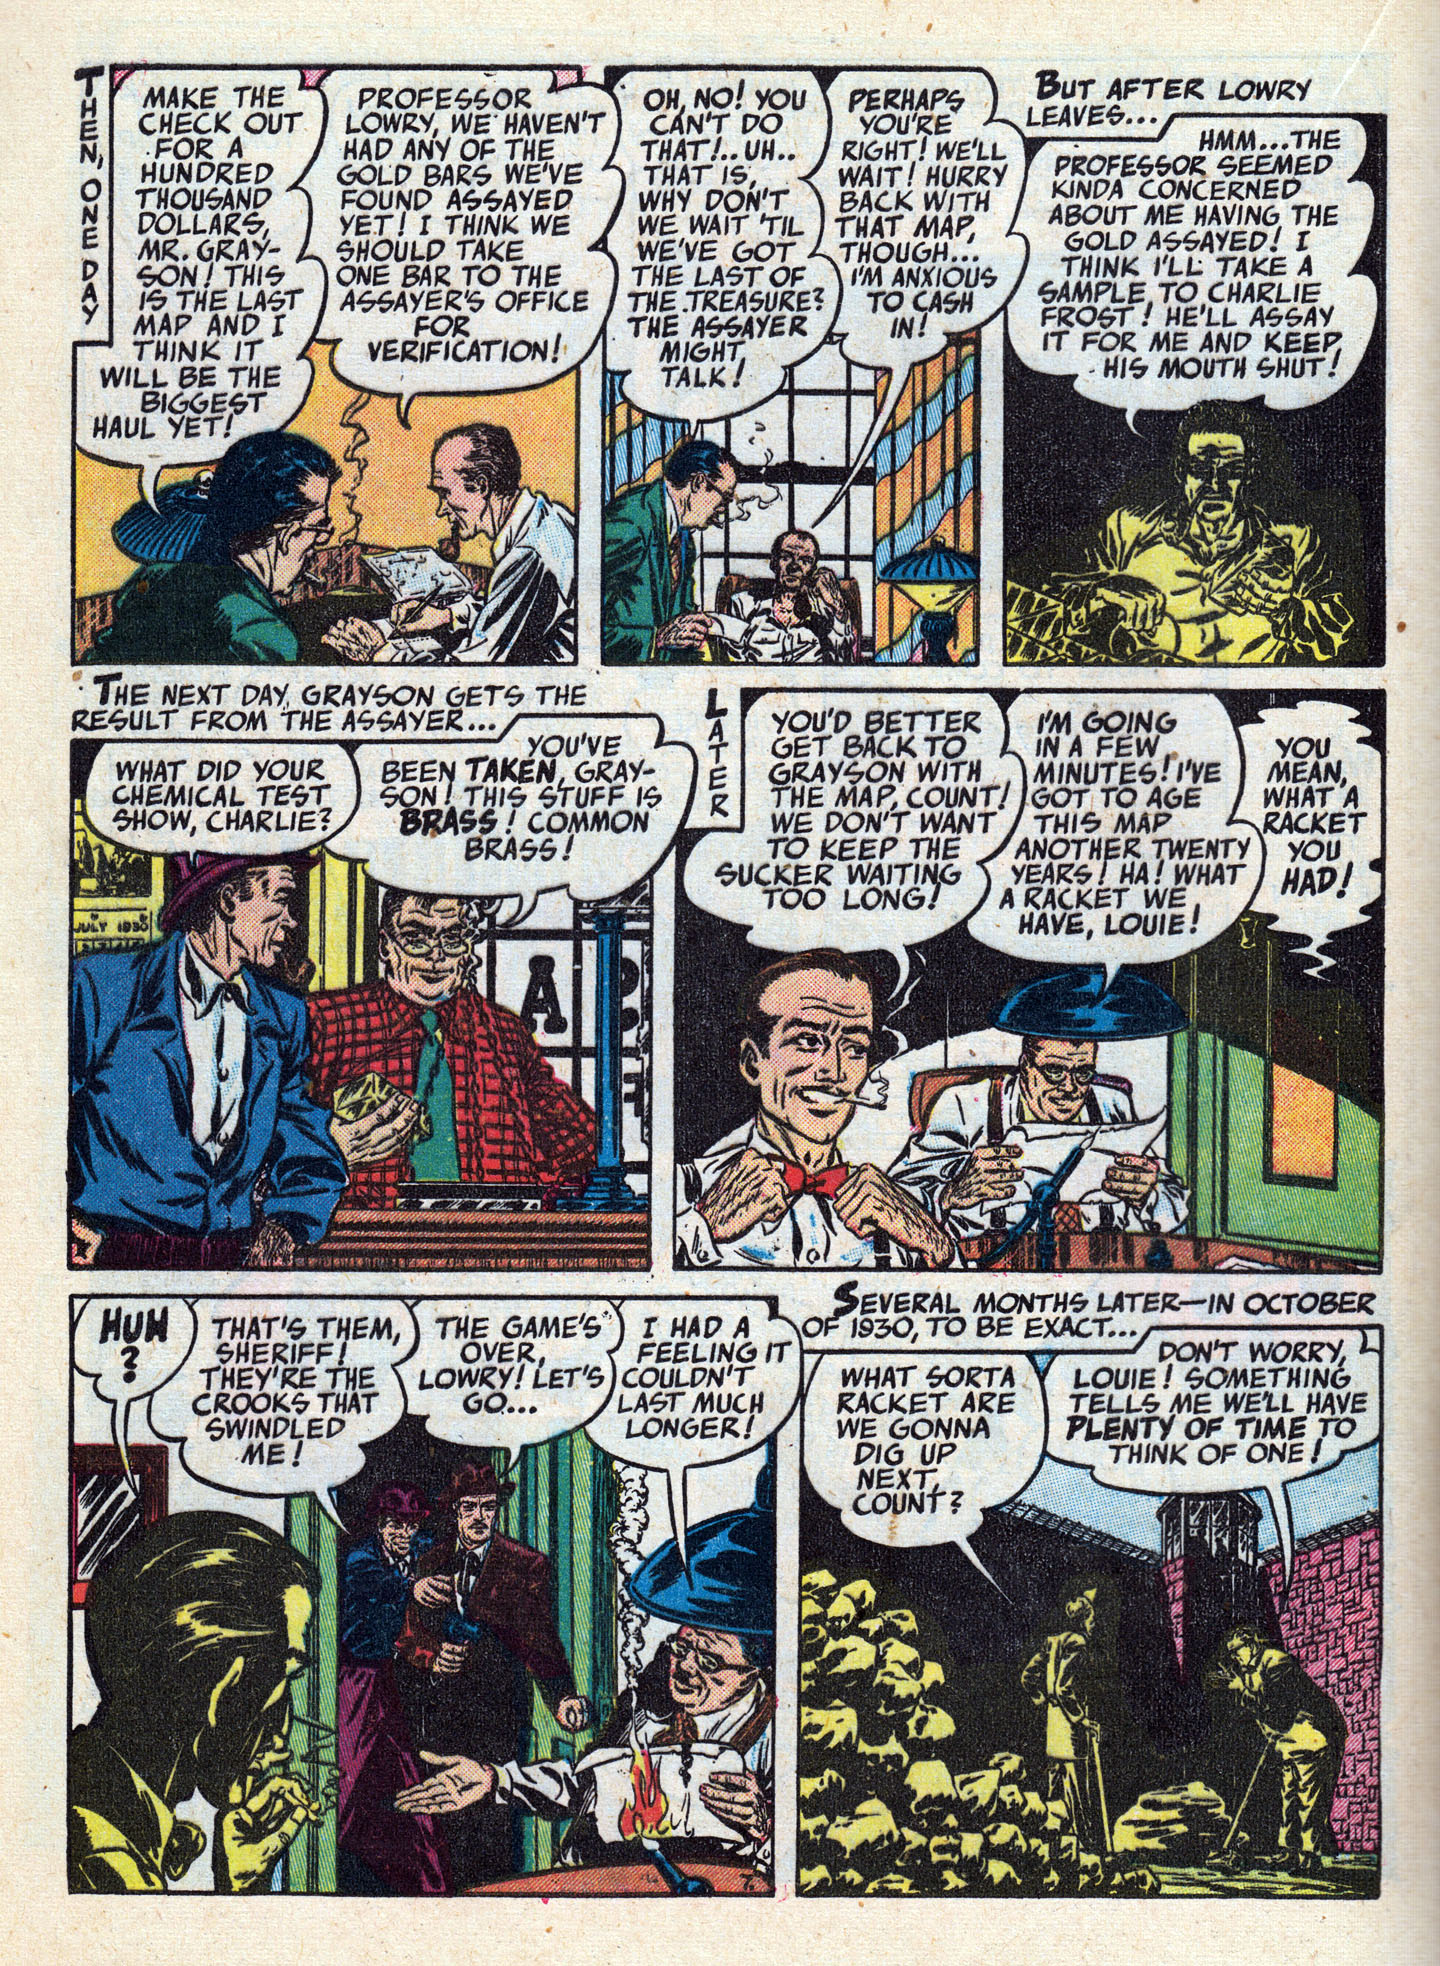 THEN, ONE DAY
MAKE THE
CHECK OUT
FOR A
HUNDRED
THOUSAND
DOLLARS,
MR. GRAY-
SON! THIS
IS THE LAST
MAP AND I
THINK IT
WILL BE THE
BIGGEST
HAUL YET!
PROFESSOR
LOWRY, WE HAVEN'T
HAD ANY OF THE
GOLD BARS WE'VE
FOUND ASSAYED
YET! I THINK WE
SHOULD TAKE
ONE BAR TO THE
ASSAYER'S OFFICE
FOR
VERIFICATION!
OH, NO! YOU
CAN'T DO
THAT!..UH..
THAT IS,
WHY DON'T
WE WAIT 'TIL
WE'VE GOT
THE LAST OF
THE TREASURE?
THE ASSAYER
MIGHT
TALK!
PERHAPS
YOU'RE
RIGHT! WE'LL
WAIT! HURRY
BACK WITH
THAT MAP,
THOUGH...
I'M ANXIOUS
TO CASH
IN!
BUT AFTER LOWRY
LEAVES...
HMM...THE
PROFESSOR SEEMED
KINDA CONCERNED
ABOUT ME HAVING THE
GOLD ASSAYED! I
THINK I'LL TAKE A
SAMPLE TO CHARLIE
FROST! HE'LL ASSAY
IT FOR ME AND KEEP
HIS MOUTH SHUT!
THE NEXT DAY, GRAYSON GETS THE
RESULT FROM THE ASSAYER...
WHAT DID YOUR
CHEMICAL TEST
SHOW, CHARLIE?
YOU'VE
BEEN TAKEN, GRAY-
SON! THIS STUFF IS
BRASS! COMMON
BRASS!
JULY 1930
A
LATER
YOU'D BETTER
GET BACK TO
GRAYSON WITH
THE MAP, COUNT!
WE DON'T WANT
TO KEEP THE
SUCKER WAITING
TOO LONG!
I'M GOING
IN A FEW
MINUTES! I'VE
GOT TO AGE
THIS MAP
ANOTHER TWENTY
YEARS! HA! WHAT
A RACKET WE
HAVE, LOUIE!
YOU
MEAN,
WHAT A
RACKET
YOU
HAD!
HUH
?
THAT'S THEM,
SHERIFF!
THEY'RE THE
CROOKS THAT
SWINDLED
ME!
THE GAME'S
OVER,
LOWRY! LET'S
GO...
I HAD A
FEELING IT
COULDN'T
LAST MUCH
LONGER!
7.
SEVERAL MONTHS LATER—IN OCTOBER
OF 1930, TO BE EXACT...
WHAT SORTA
RACKET ARE
WE GONNA
DIG UP
NEXT,
COUNT?
DON'T WORRY,
LOUIE! SOMETHING
TELLS ME WE'LL HAVE
PLENTY OF TIME TO
THINK OF ONE!